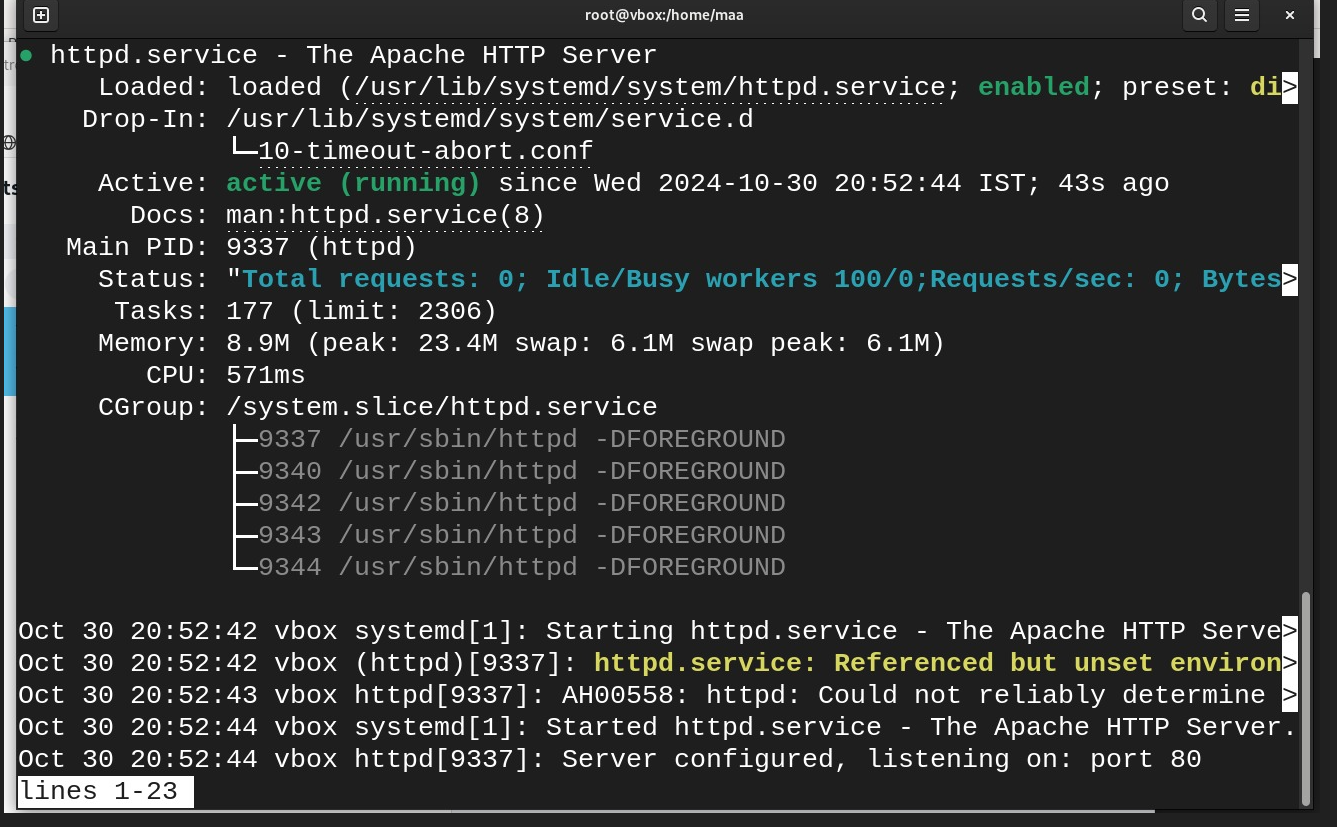 root@vbox:/home/maa
● httpd.service - The Apache HTTP Server
Loaded: loaded (/usr/lib/systemd/system/httpd.service; enabled; preset: di>
Drop-In: /usr/lib/systemd/system/service.d
└─10-timeout-abort.conf
Active: active (running) since Wed 2024-10-30 20:52:44 IST; 43s ago
Docs: man:httpd.service(8)
Main PID: 9337 (httpd)
Status: "Total requests: 0; Idle/Busy workers 100/0;Requests/sec: 0; Bytes>
Tasks: 177 (limit: 2306)
Memory: 8.9M (peak: 23.4M swap: 6.1M swap peak: 6.1M)
CPU: 571ms
CGroup: /system.slice/httpd.service
├─9337 /usr/sbin/httpd -DFOREGROUND
├─9340 /usr/sbin/httpd -DFOREGROUND
├─9342 /usr/sbin/httpd -DFOREGROUND
├─9343 /usr/sbin/httpd -DFOREGROUND
└─9344 /usr/sbin/httpd -DFOREGROUND
Oct 30 20:52:42 vbox systemd[1]: Starting httpd.service - The Apache HTTP Serve>
Oct 30 20:52:42 vbox (httpd)[9337]: httpd.service: Referenced but unset environ>
Oct 30 20:52:43 vbox httpd[9337]: AH00558: httpd: Could not reliably determine >
Oct 30 20:52:44 vbox systemd[1]: Started httpd.service - The Apache HTTP Server.
Oct 30 20:52:44 vbox httpd[9337]: Server configured, listening on: port 80
lines 1-23